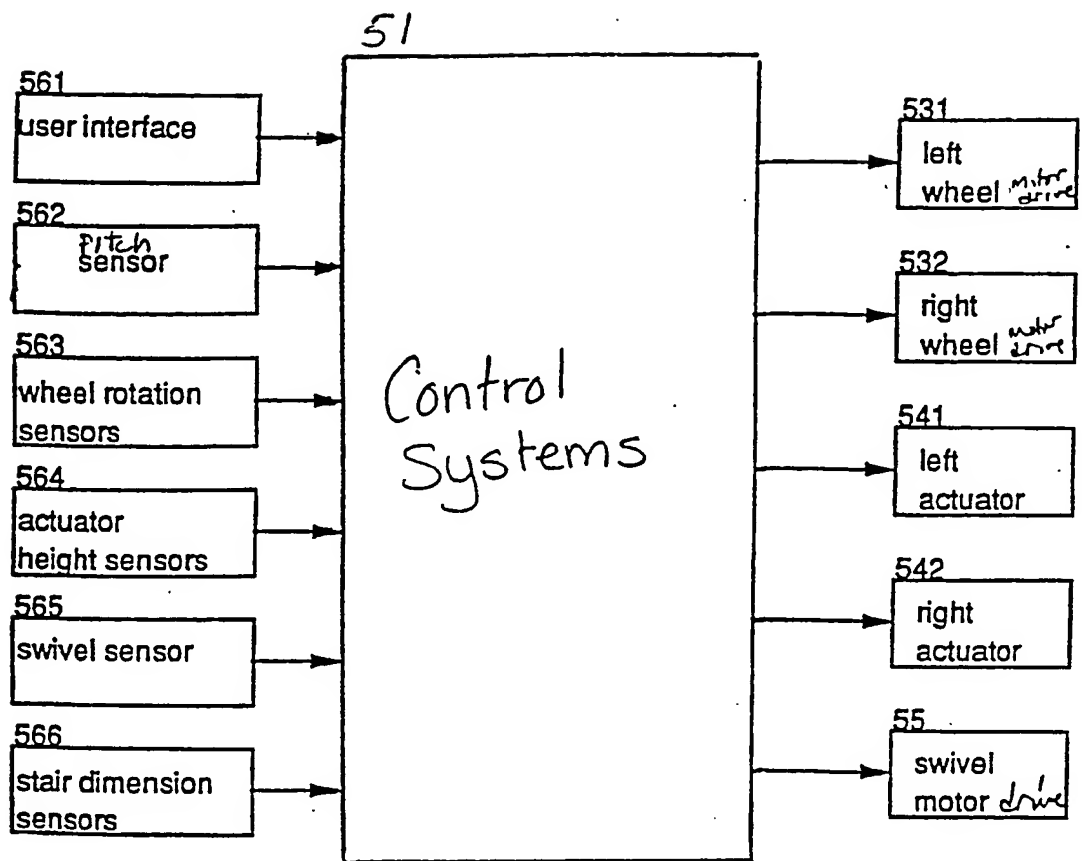 51
561
user interface
562
Pitch
sensor
563
wheel rotation
sensors
564
actuator
height sensors
565
swivel sensor
566
stair dimension
sensors
Control
Systems
531
left
wheel motor
drive
532
right
wheel motor
drive
541
left
actuator
542
right
actuator
55
swivel
motor drive